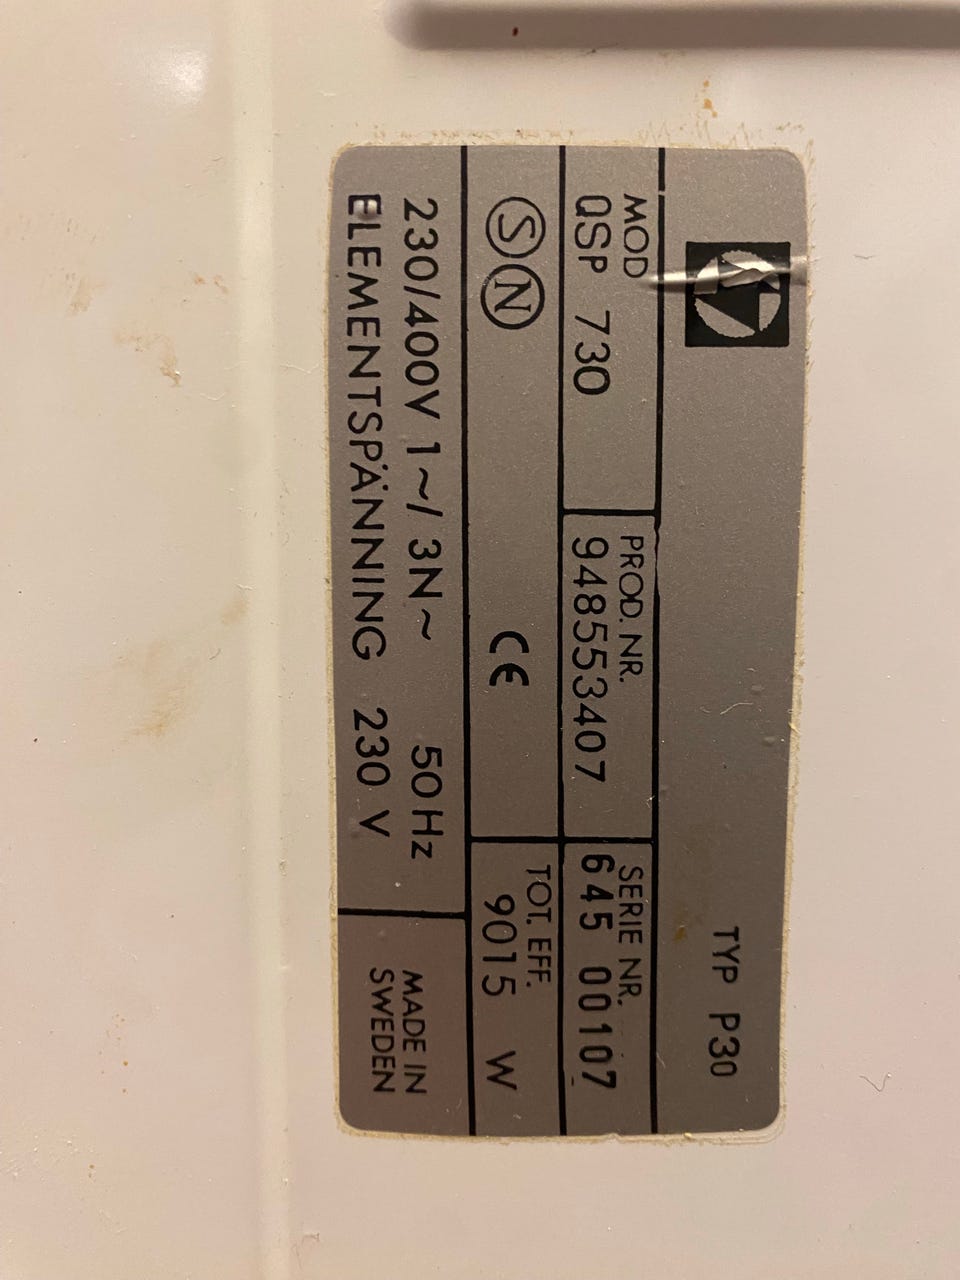 TYP P30
MOD
QSP 730
PROD. NR.
948553407
SERIE NR.
645 00107
S N
CE
TOT. EFF.
9015 W
230/400V 1~/ 3N~ 50Hz
ELEMENTSPÄNNING 230 V
MADE IN
SWEDEN